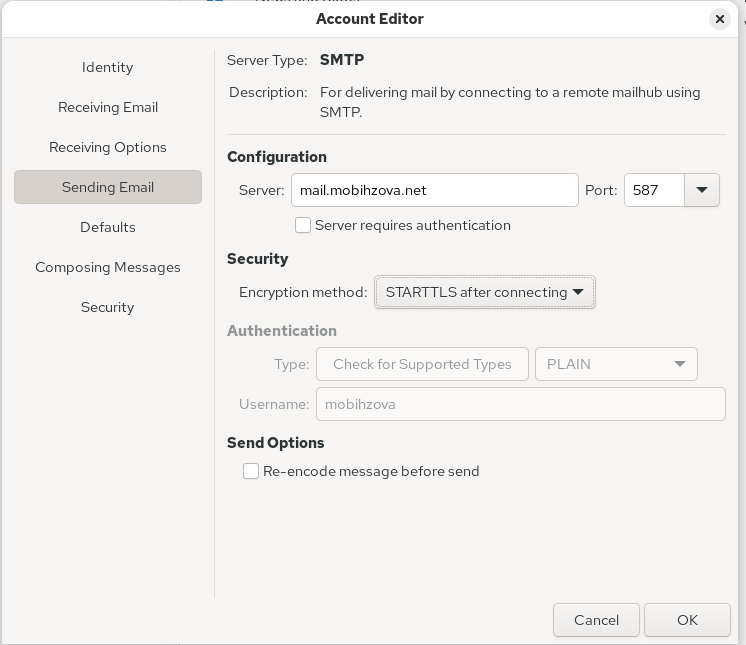 Account Editor
Identity
Receiving Email
Receiving Options
Sending Email
Defaults
Composing Messages
Security
Server Type: SMTP
Description: For delivering mail by connecting to a remote mailhub using
SMTP.
Configuration
Server: mail.mobihzova.net Port: 587
Server requires authentication
Security
Encryption method: STARTTLS after connecting
Authentication
Type: Check for Supported Types PLAIN
Username: mobihzova
Send Options
Re-encode message before send
Cancel OK